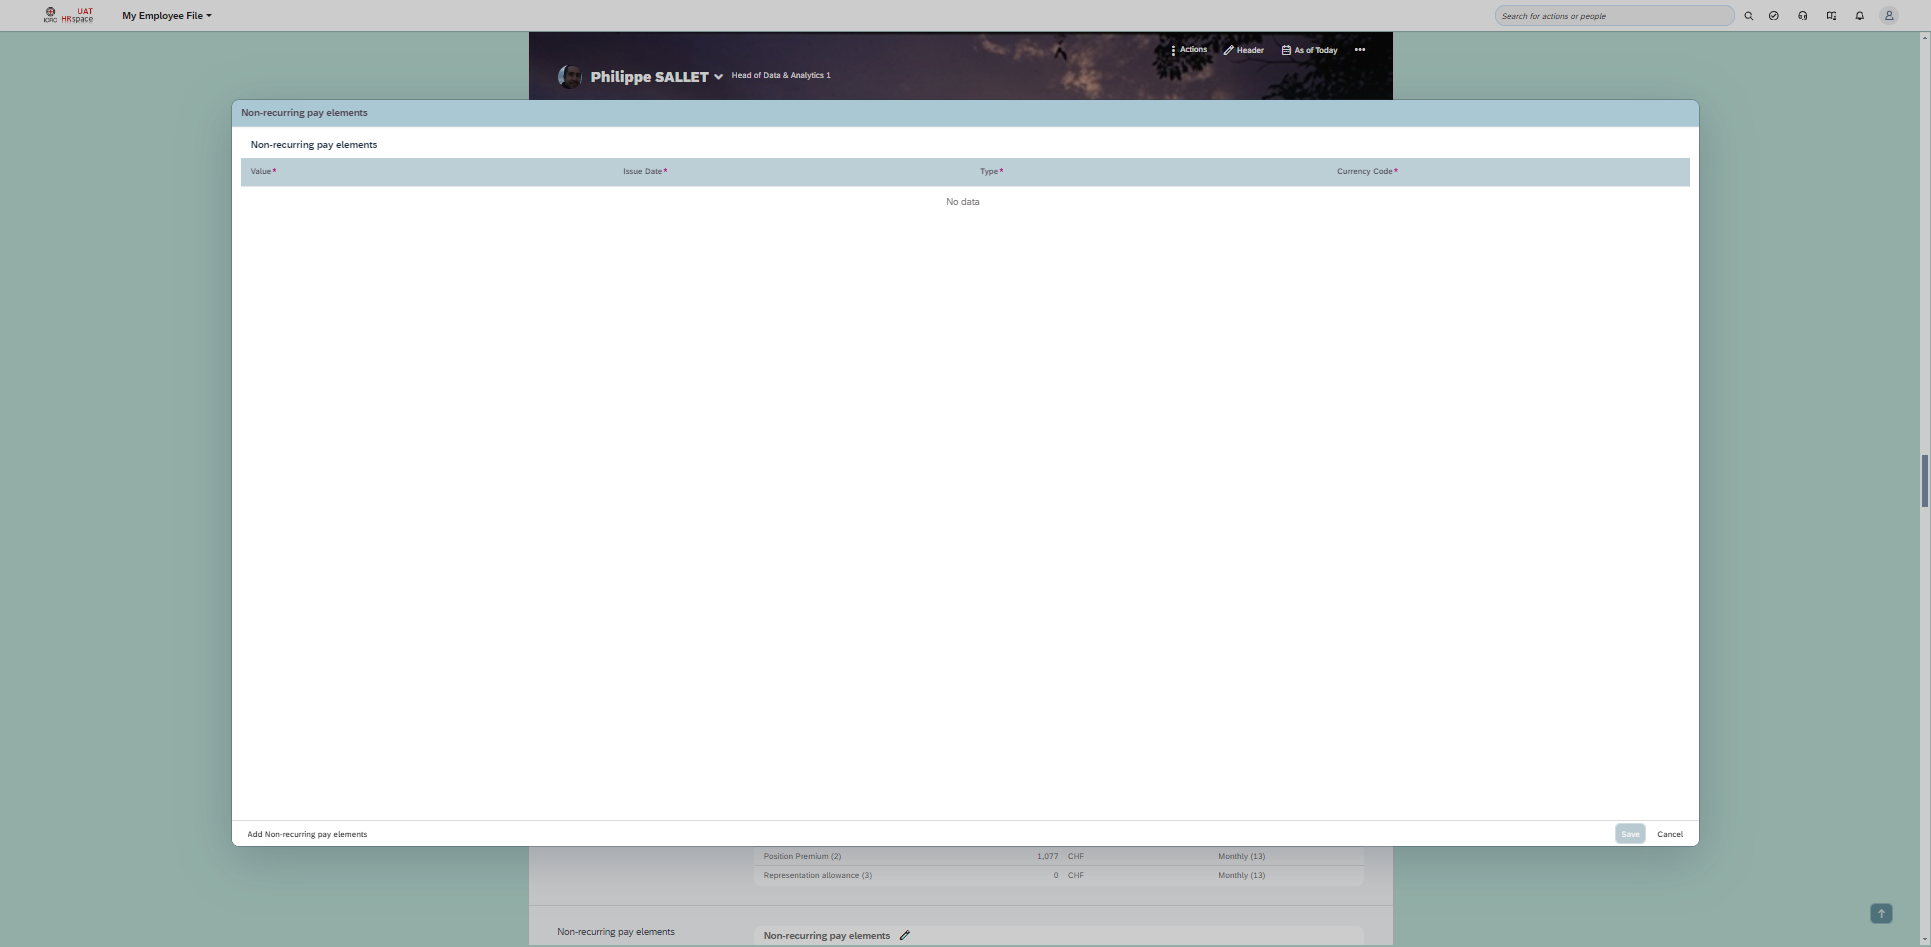 ICRC
UAT
HRspace
My Employee File
Search for actions or people
Actions
Header
As of Today
Philippe SALLET
Head of Data & Analytics 1
Non-recurring pay elements
Non-recurring pay elements
Value* Issue Date* Type* Currency Code*
No data
Add Non-recurring pay elements
Save Cancel
Position Premium (2) 1,077 CHF Monthly (13)
Representation allowance (3) 0 CHF Monthly (13)
Non-recurring pay elements
Non-recurring pay elements